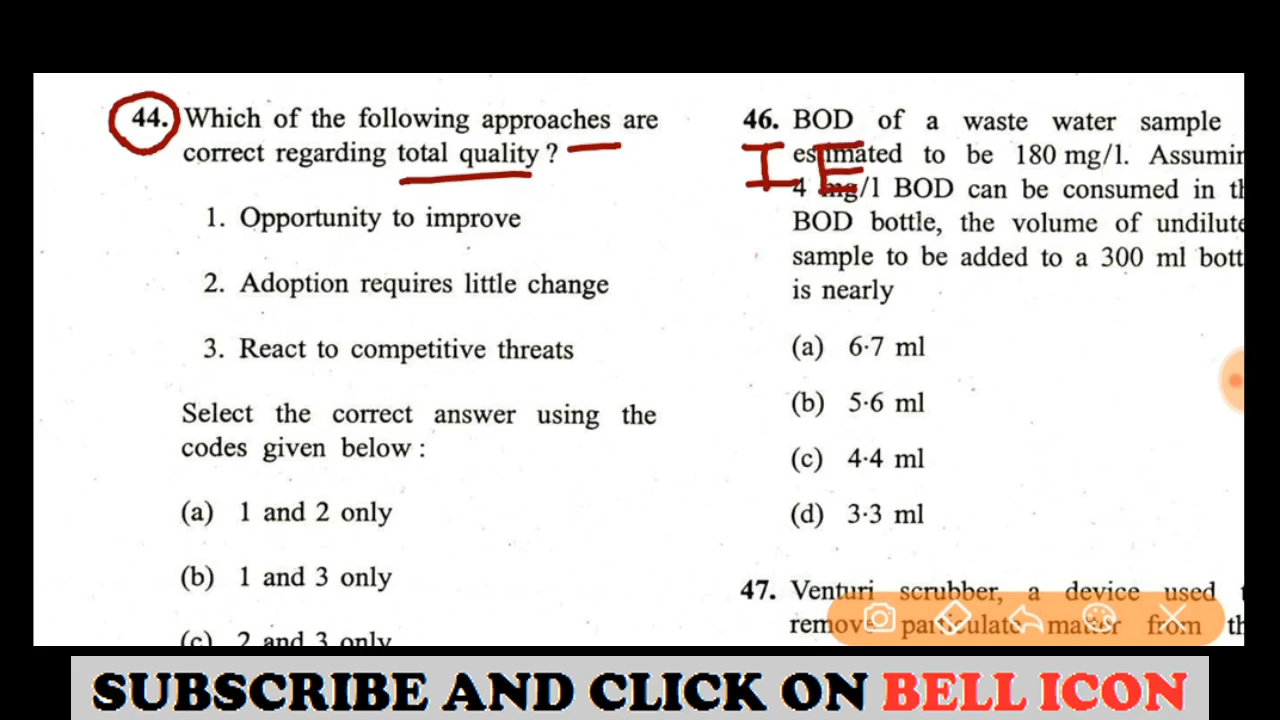 44. Which of the following approaches are
correct regarding total quality ?
1. Opportunity to improve
2. Adoption requires little change
3. React to competitive threats
Select the correct answer using the
codes given below :
(a) 1 and 2 only
(b) 1 and 3 only
(c) 2 and 3 only
46. BOD of a waste water sample
I E
estimated to be 180 mg/l. Assumin
4 mg/l BOD can be consumed in th
BOD bottle, the volume of undilute
sample to be added to a 300 ml bott
is nearly
(a) 6·7 ml
(b) 5·6 ml
(c) 4·4 ml
(d) 3·3 ml
47. Venturi scrubber, a device used
remove particulate matter from th
SUBSCRIBE AND CLICK ON BELL ICON